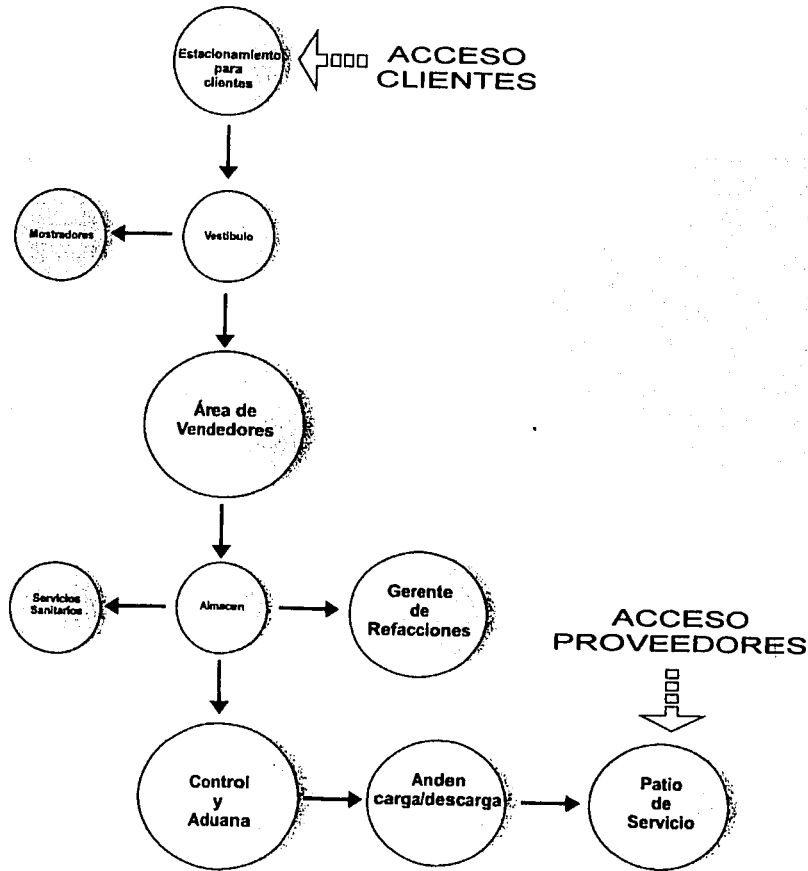 Estacionamiento
para
clientes
ACCESO
CLIENTES
Mostradores
Vestibulo
Área de
Vendedores
Servicios
Sanitarios
Almacen
Gerente
de
Refacciones
ACCESO
PROVEEDORES
Control
y
Aduana
Anden
carga/descarga
Patio
de
Servicio